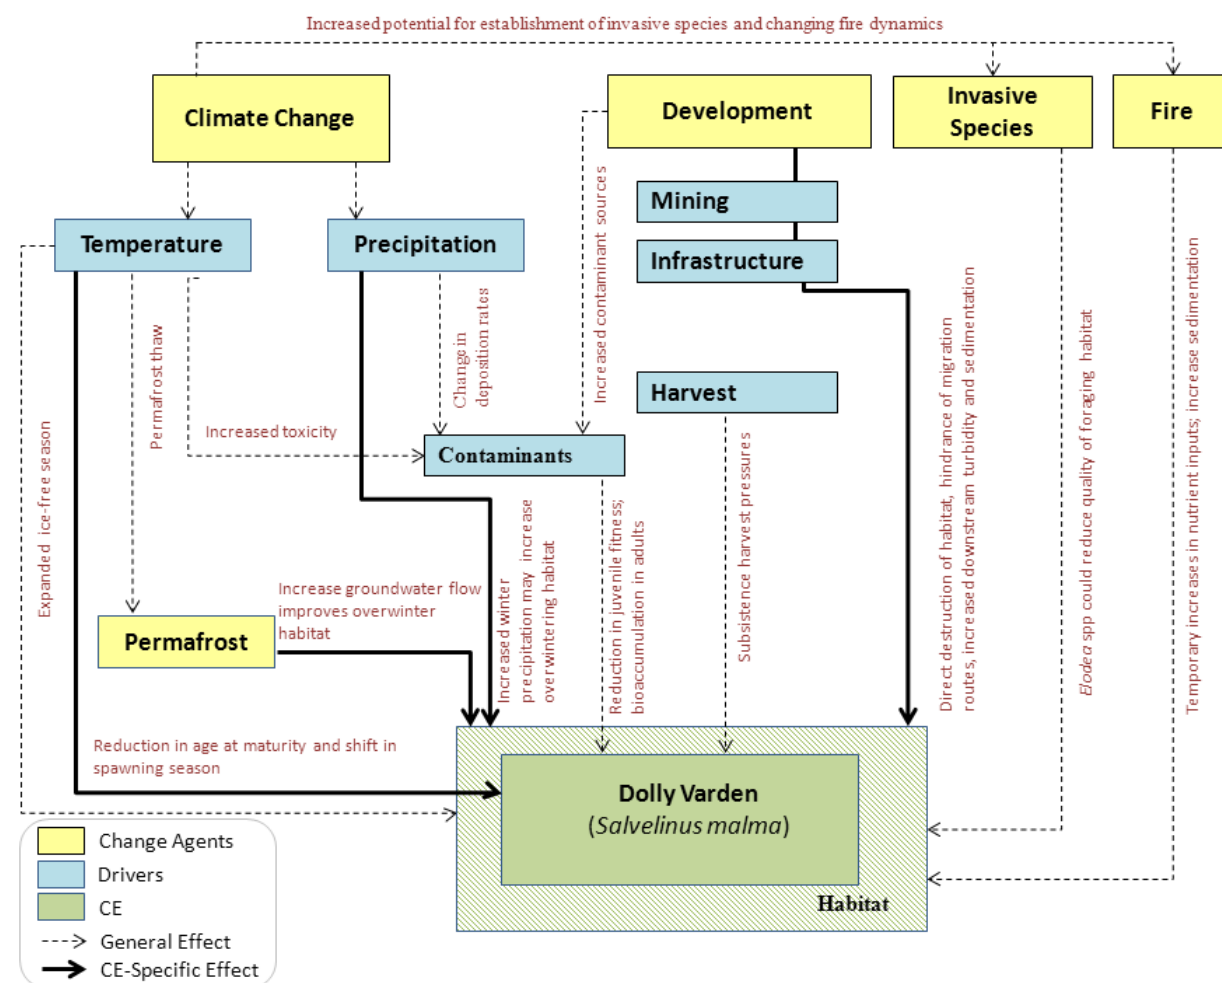 Increased potential for establishment of invasive species and changing fire dynamics
Climate Change
Development
Invasive
Species
Fire
Mining
Temperature
Precipitation
Infrastructure
Expanded ice-free season
Permafrost thaw
Increased toxicity
Change in
deposition rates
Increased contaminant sources
Harvest
Contaminants
Direct destruction of habitat, hindrance of migration
routes, increased downstream turbidity and sedimentation
Elodea spp could reduce quality of foraging habitat
Temporary increases in nutrient inputs; increase sedimentation
Increase groundwater flow
improves overwinter
habitat
Permafrost
Increased winter
precipitation may increase
overwintering habitat
Reduction in juvenile fitness;
bioaccumulation in adults
Subsistence harvest pressures
Reduction in age at maturity and shift in
spawning season
Dolly Varden
(Salvelinus malma)
Habitat
Change Agents
Drivers
CE
General Effect
CE-Specific Effect